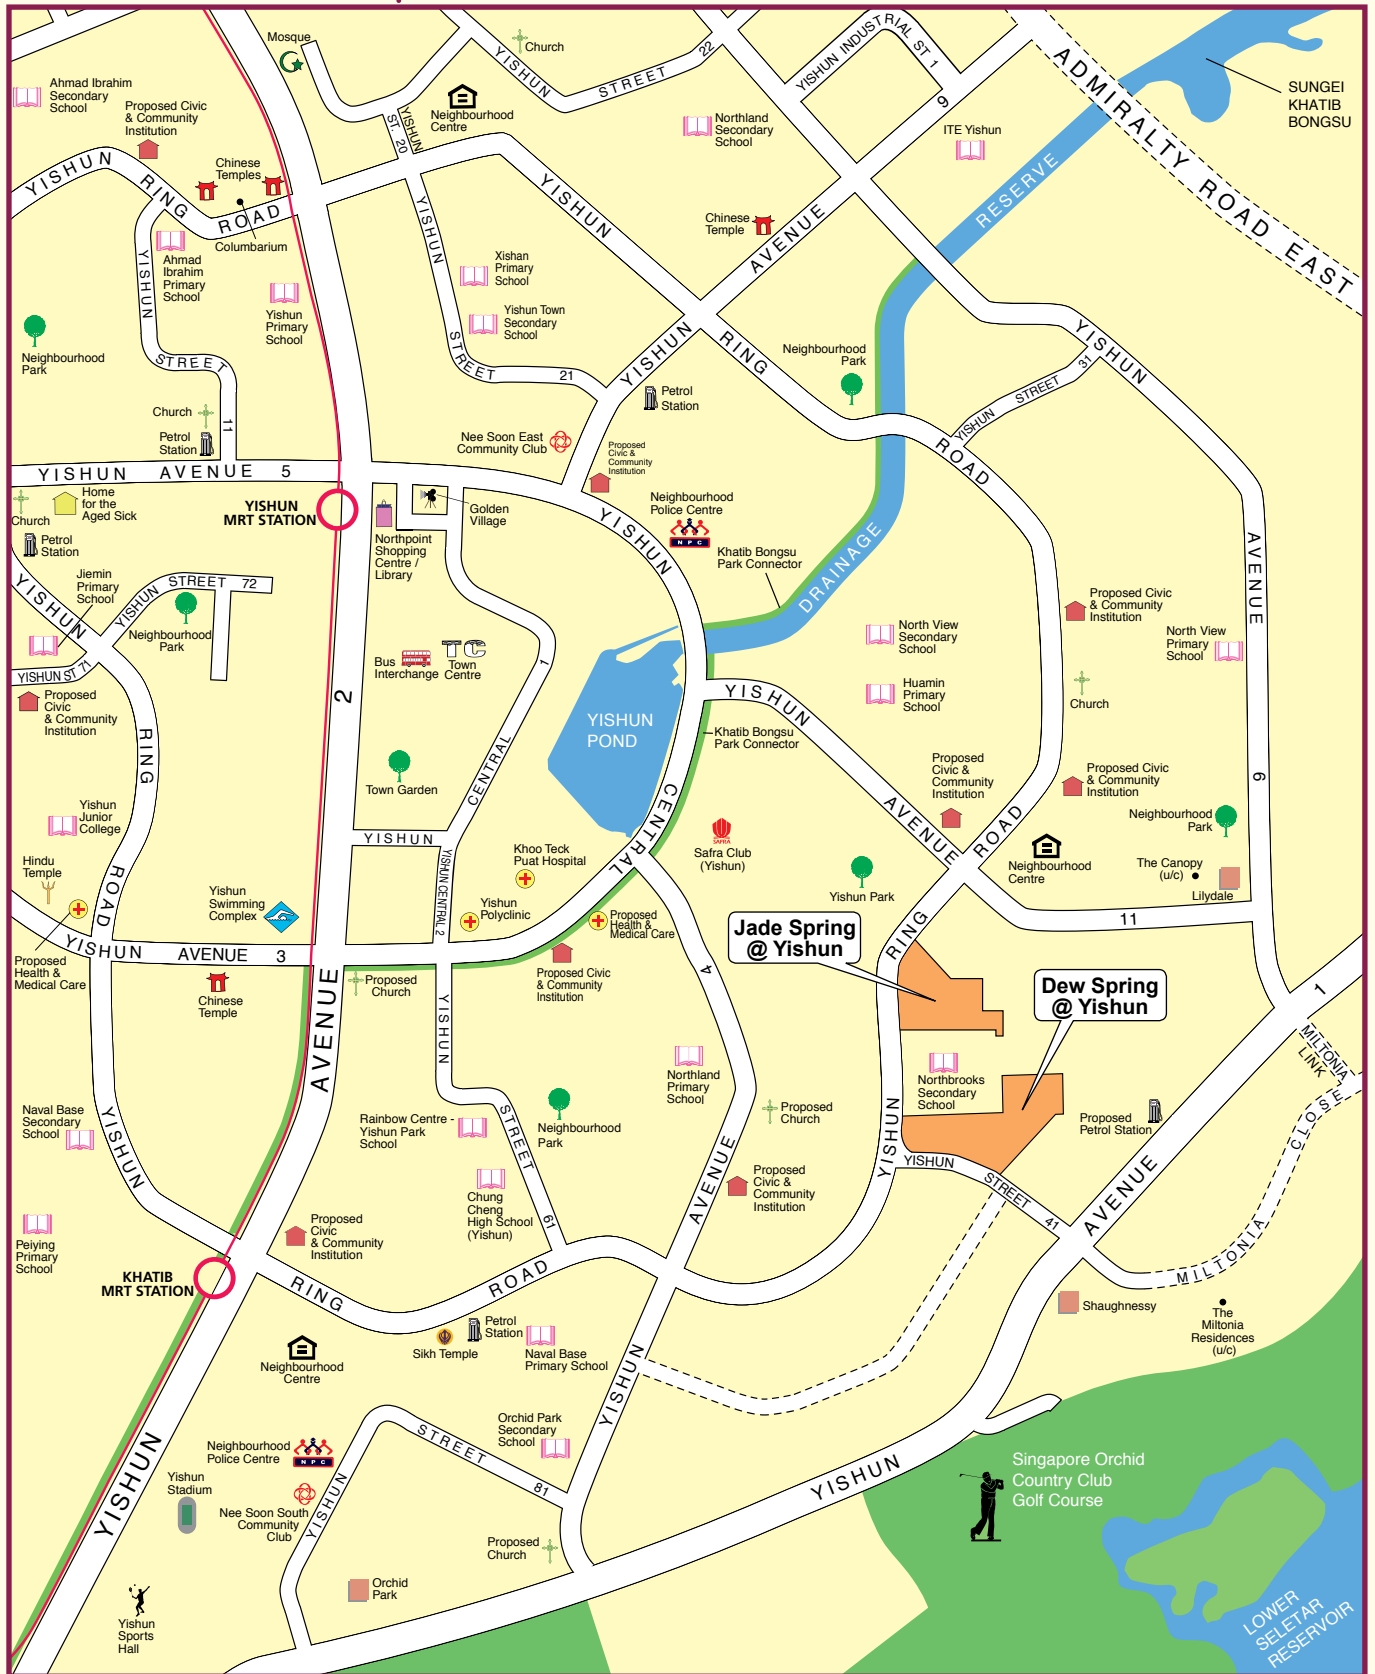 Mosque
Church
YISHUN STREET 22
YISHUN INDUSTRIAL ST 1
ADMIRALTY ROAD EAST
SUNGEI
KHATIB
BONGSU
Ahmad Ibrahim
Secondary
School
Proposed Civic
& Community
Institution
YISHUN
ST. 20
Neighbourhood
Centre
Northland
Secondary
School
9
ITE Yishun
YISHUN RING ROAD
Chinese
Temples
Columbarium
RESERVE
Ahmad
Ibrahim
Primary
School
YISHUN STREET 11
Yishun
Primary
School
YISHUN STREET 21
Xishan
Primary
School
Yishun Town
Secondary
School
YISHUN RING ROAD
Chinese
Temple
YISHUN AVENUE
Neighbourhood
Park
Neighbourhood
Park
YISHUN STREET 31
YISHUN AVENUE 6
Church
Petrol
Station
Petrol
Station
Nee Soon East
Community Club
Proposed
Civic &
Community
Institution
YISHUN AVENUE 5
Church
Home
for the
Aged Sick
YISHUN
MRT STATION
Golden
Village
Northpoint
Shopping
Centre /
Library
Neighbourhood
Police Centre
NPC
Khatib Bongsu
Park Connector
DRAINAGE
YISHUN
Petrol
Station
Jiemin
Primary
School
YISHUN STREET 72
Neighbourhood
Park
YISHUN
YISHUN ST 71
Proposed
Civic
& Community
Institution
RING
2
Bus
Interchange
TC
Town
Centre
1
YISHUN
POND
North View
Secondary
School
Huamin
Primary
School
Proposed Civic
& Community
Institution
North View
Primary
School
Church
YISHUN AVENUE 11
Khatib Bongsu
Park Connector
Town Garden
CENTRAL
YISHUN
CENTRAL
Proposed
Civic &
Community
Institution
Proposed Civic
& Community
Institution
Neighbourhood
Park
Yishun
Junior
College
Hindu
Temple
ROAD
Yishun
Swimming
Complex
YISHUN CENTRAL 2
Khoo Teck
Puat Hospital
Yishun
Polyclinic
Proposed
Health &
Medical Care
SAFRA
Safra Club
(Yishun)
Yishun Park
ROAD
Neighbourhood
Centre
The Canopy
(u/c)
Lilydale
RING
Jade Spring
@ Yishun
Dew Spring
@ Yishun
YISHUN AVENUE 3
Proposed
Health &
Medical Care
Chinese
Temple
Proposed
Church
Proposed Civic
& Community
Institution
4
1
AVENUE
YISHUN
STREET
61
MILTONIA
LiNK
MILTONIA CLOSE
Northland
Primary
School
Northbrooks
Secondary
School
Proposed
Petrol Station
Naval Base
Secondary
School
YISHUN
Rainbow Centre -
Yishun Park
School
Neighbourhood
Park
Proposed
Church
YISHUN
YISHUN STREET 41
AVENUE
Chung
Cheng
High School
(Yishun)
Proposed
Civic &
Community
Institution
AVENUE
Peiying
Primary
School
Proposed
Civic
& Community
Institution
KHATIB
MRT STATION
RING ROAD
Shaughnessy
The
Miltonia
Residences
(u/c)
Petrol
Station
Sikh Temple
Naval Base
Primary School
Neighbourhood
Centre
YISHUN
Orchid Park
Secondary
School
YISHUN STREET 81
Neighbourhood
Police Centre
NPC
Yishun
Stadium
YISHUN
Nee Soon South
Community
Club
YISHUN
Singapore Orchid
Country Club
Golf Course
Proposed
Church
Orchid
Park
Yishun
Sports
Hall
LOWER
SELETAR
RESERVOIR